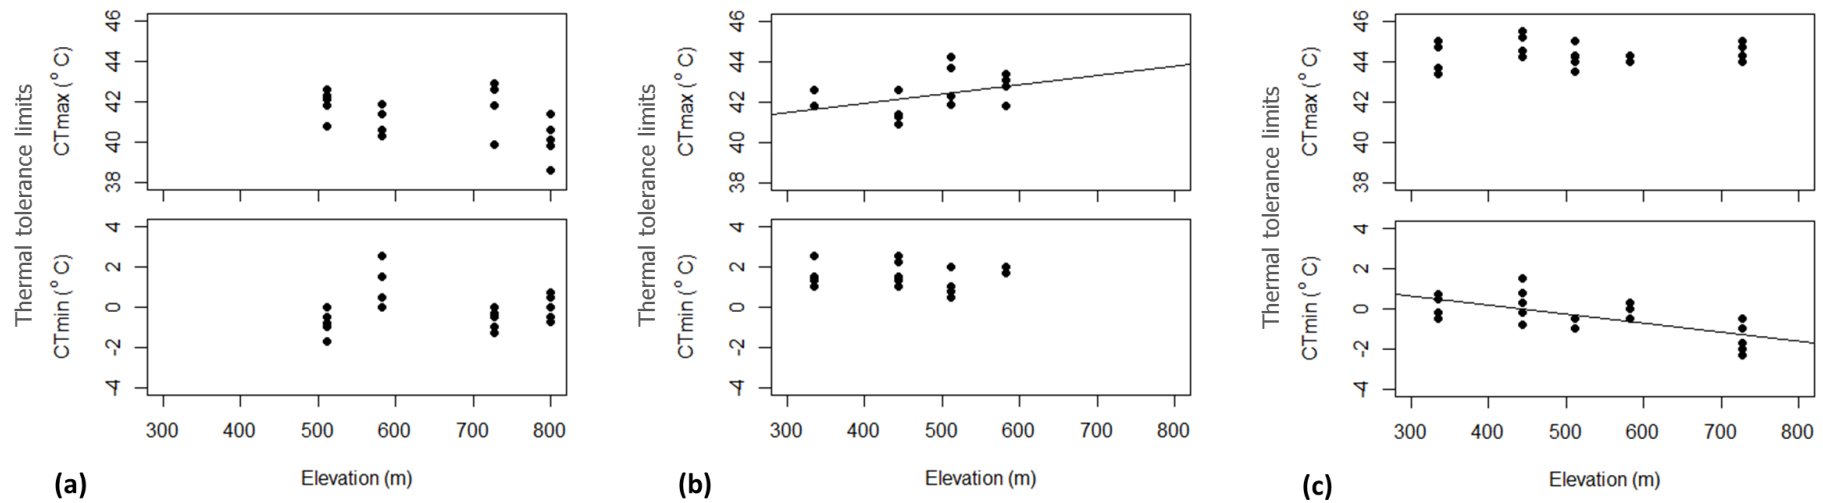 Thermal tolerance limits
CTmax (° C)
46
44
42
40
38
CTmin (° C)
4
2
0
-2
-4
300 400 500 600 700 800
Elevation (m)
(a)
Thermal tolerance limits
CTmax (° C)
46
44
42
40
38
CTmin (° C)
4
2
0
-2
-4
300 400 500 600 700 800
Elevation (m)
(b)
Thermal tolerance limits
CTmax (° C)
46
44
42
40
38
CTmin (° C)
4
2
0
-2
-4
300 400 500 600 700 800
Elevation (m)
(c)